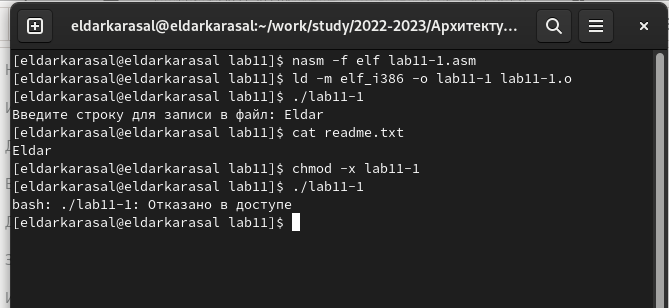 eldarkarasal@eldarkarasal:~/work/study/2022-2023/Архитекту...
[eldarkarasal@eldarkarasal lab11]$ nasm -f elf lab11-1.asm
[eldarkarasal@eldarkarasal lab11]$ ld -m elf_i386 -o lab11-1 lab11-1.o
[eldarkarasal@eldarkarasal lab11]$ ./lab11-1
Введите строку для записи в файл: Eldar
[eldarkarasal@eldarkarasal lab11]$ cat readme.txt
Eldar
[eldarkarasal@eldarkarasal lab11]$ chmod -x lab11-1
[eldarkarasal@eldarkarasal lab11]$ ./lab11-1
bash: ./lab11-1: Отказано в доступе
[eldarkarasal@eldarkarasal lab11]$